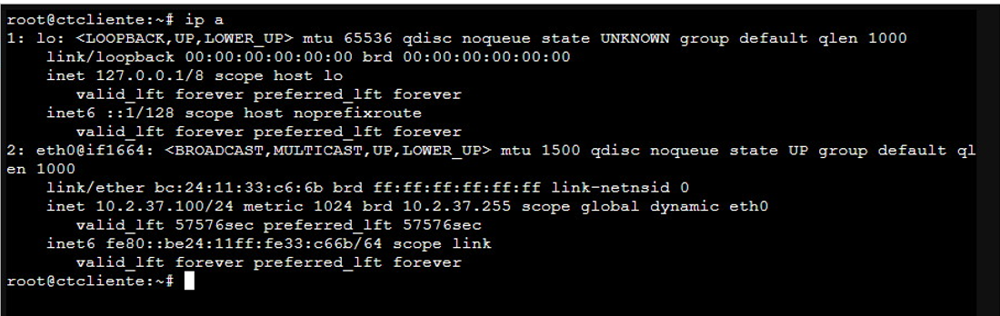 root@ctcliente:~# ip a
1: lo: <LOOPBACK,UP,LOWER_UP> mtu 65536 qdisc noqueue state UNKNOWN group default qlen 1000
    link/loopback 00:00:00:00:00:00 brd 00:00:00:00:00:00
    inet 127.0.0.1/8 scope host lo
       valid_lft forever preferred_lft forever
    inet6 ::1/128 scope host noprefixroute
       valid_lft forever preferred_lft forever
2: eth0@if1664: <BROADCAST,MULTICAST,UP,LOWER_UP> mtu 1500 qdisc noqueue state UP group default ql
en 1000
    link/ether bc:24:11:33:c6:6b brd ff:ff:ff:ff:ff:ff link-netnsid 0
    inet 10.2.37.100/24 metric 1024 brd 10.2.37.255 scope global dynamic eth0
       valid_lft 57576sec preferred_lft 57576sec
    inet6 fe80::be24:11ff:fe33:c66b/64 scope link
       valid_lft forever preferred_lft forever
root@ctcliente:~#